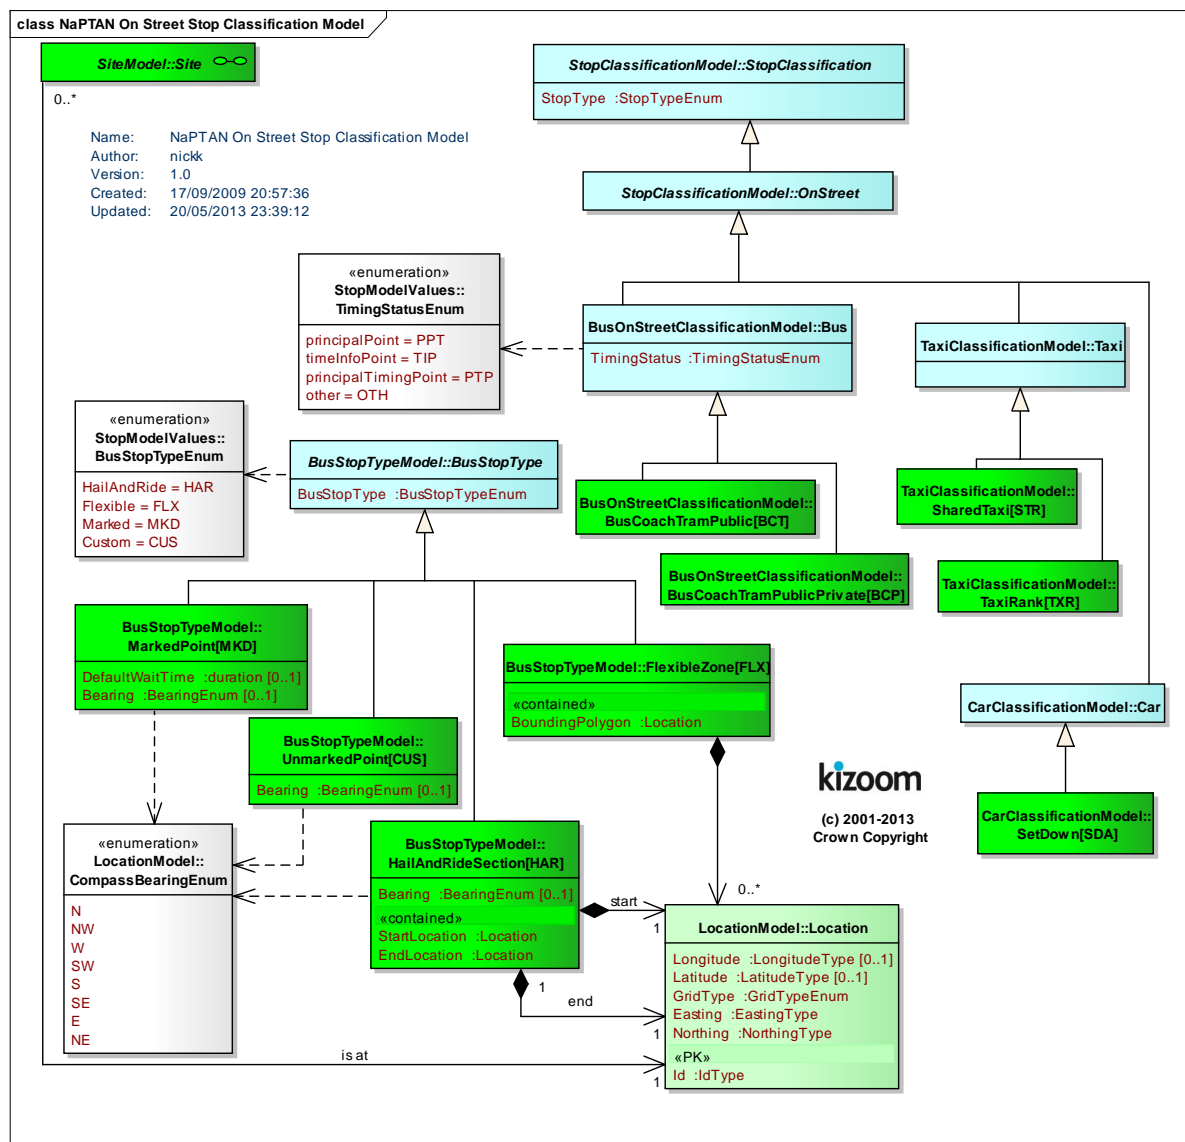 class NaPTAN On Street Stop Classification Model
SiteModel::Site
0..*
Name: NaPTAN On Street Stop Classification Model
Author: nickk
Version: 1.0
Created: 17/09/2009 20:57:36
Updated: 20/05/2013 23:39:12
StopClassificationModel::StopClassification
StopType :StopTypeEnum
StopClassificationModel::OnStreet
«enumeration»
StopModelValues::
TimingStatusEnum
principalPoint = PPT
timeInfoPoint = TIP
principalTimingPoint = PTP
other = OTH
BusOnStreetClassificationModel::Bus
TimingStatus :TimingStatusEnum
TaxiClassificationModel::Taxi
«enumeration»
StopModelValues::
BusStopTypeEnum
HailAndRide = HAR
Flexible = FLX
Marked = MKD
Custom = CUS
BusStopTypeModel::BusStopType
BusStopType :BusStopTypeEnum
BusOnStreetClassificationModel::
BusCoachTramPublic[BCT]
TaxiClassificationModel::
SharedTaxi[STR]
BusOnStreetClassificationModel::
BusCoachTramPublicPrivate[BCP]
TaxiClassificationModel::
TaxiRank[TXR]
BusStopTypeModel::
MarkedPoint[MKD]
DefaultWaitTime :duration [0..1]
Bearing :BearingEnum [0..1]
BusStopTypeModel::FlexibleZone[FLX]
«contained»
BoundingPolygon :Location
CarClassificationModel::Car
BusStopTypeModel::
UnmarkedPoint[CUS]
Bearing :BearingEnum [0..1]
kizoom
(c) 2001-2013
Crown Copyright
CarClassificationModel::
SetDown[SDA]
«enumeration»
LocationModel::
CompassBearingEnum
N
NW
W
SW
S
SE
E
NE
BusStopTypeModel::
HailAndRideSection[HAR]
Bearing :BearingEnum [0..1]
«contained»
StartLocation :Location
EndLocation :Location
start
1
0..*
1
end
1
is at
1
LocationModel::Location
Longitude :LongitudeType [0..1]
Latitude :LatitudeType [0..1]
GridType :GridTypeEnum
Easting :EastingType
Northing :NorthingType
«PK»
Id :IdType